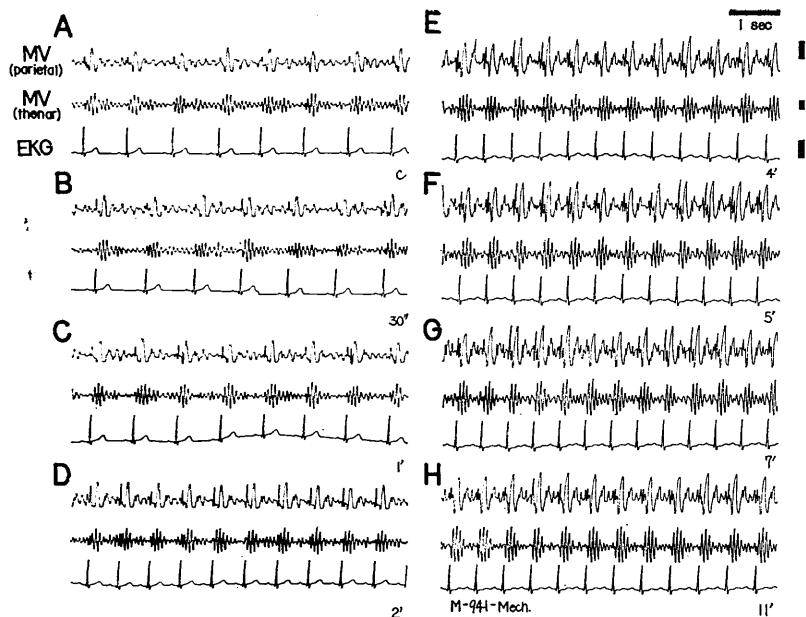 A
MV
(parietal)
MV
(thenar)
EKG
C
B
30"
C
1'
D
2'
E
1 sec
4'
F
5'
G
7'
H
M-941-Mech.
11'